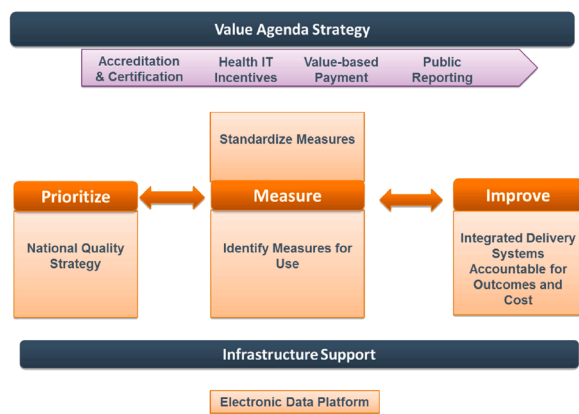 Value Agenda Strategy
Accreditation
& Certification
Health IT
Incentives
Value-based
Payment
Public
Reporting
Standardize Measures
Prioritize
Measure
Improve
National Quality
Strategy
Identify Measures for
Use
Integrated Delivery
Systems
Accountable for
Outcomes and
Cost
Infrastructure Support
Electronic Data Platform